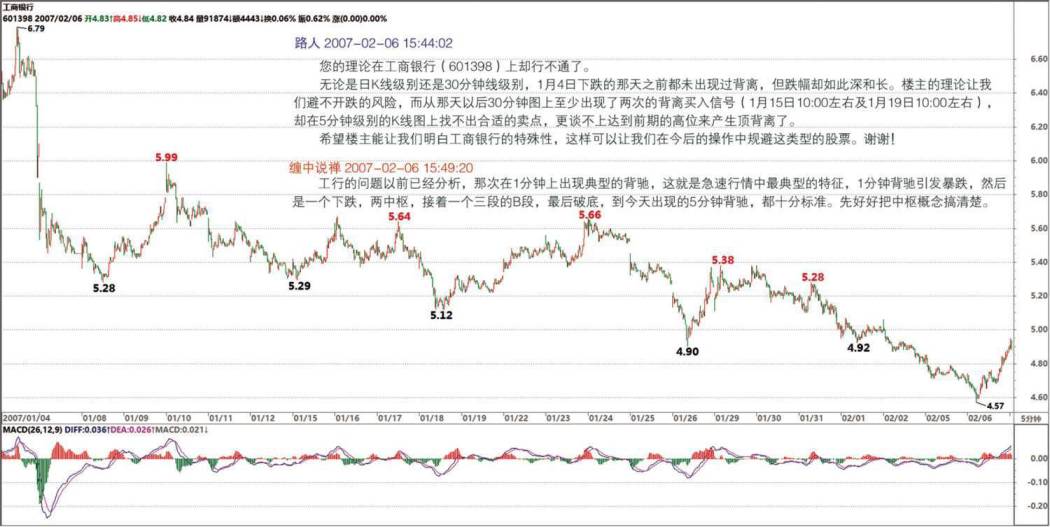 工商银行
601398 2007/02/06 开4.83↑高4.85↓低4.82 收4.84 量91874↓额4443↓换0.06% 振0.62% 涨(0.00)0.00%
6.79
路人 2007-02-06 15:44:02
您的理论在工商银行（601398）上却行不通了。
无论是日K线级别还是30分钟线级别，1月4日下跌的那天之前都未出现过背离，但跌幅却如此深和长。楼主的理论让我
们避不开跌的风险，而从那天以后30分钟图上至少出现了两次的背离买入信号（1月15日10:00左右及1月19日10:00左右），
却在5分钟级别的K线图上找不出合适的卖点，更谈不上达到前期的高位来产生顶背离了。
希望楼主能让我们明白工商银行的特殊性，这样可以让我们在今后的操作中规避这类型的股票。谢谢！
缠中说禅 2007-02-06 15:49:20
工行的问题以前已经分析，那次在1分钟上出现典型的背驰，这就是急速行情中最典型的特征，1分钟背驰引发暴跌，然后
是一个下跌，两中枢，接着一个三段的B段，最后破底，到今天出现的5分钟背驰，都十分标准。先好好把中枢概念搞清楚。
5.99
5.64
5.66
5.38
5.28
5.28
5.29
5.12
4.90
4.92
4.57
6.60
6.40
6.20
6.00
5.80
5.60
5.40
5.20
5.00
4.80
4.60
2007/01/04 01/08 01/09 01/10 01/11 01/12 01/15 01/16 01/17 01/18 01/19 01/22 01/23 01/24 01/25 01/26 01/29 01/30 01/31 02/01 02/02 02/05 02/06 5分钟
MACD(26,12,9) DIFF:0.036↑DEA:0.026↑MACD:0.021↓
0.00
-0.10
-0.20